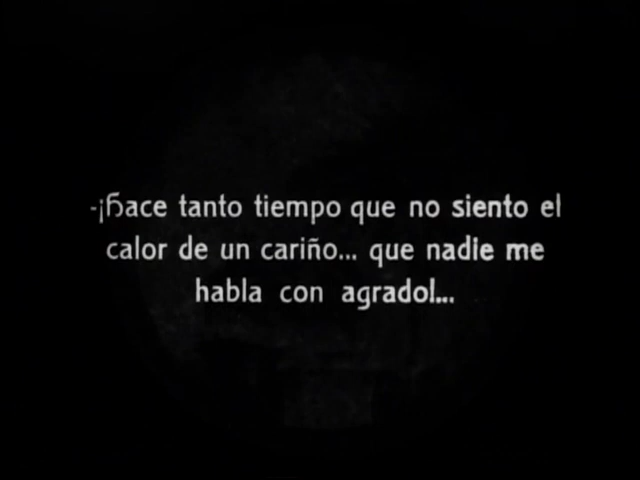 -¡Hace tanto tiempo que no siento el
calor de un cariño... que nadie me
habla con agrado!...